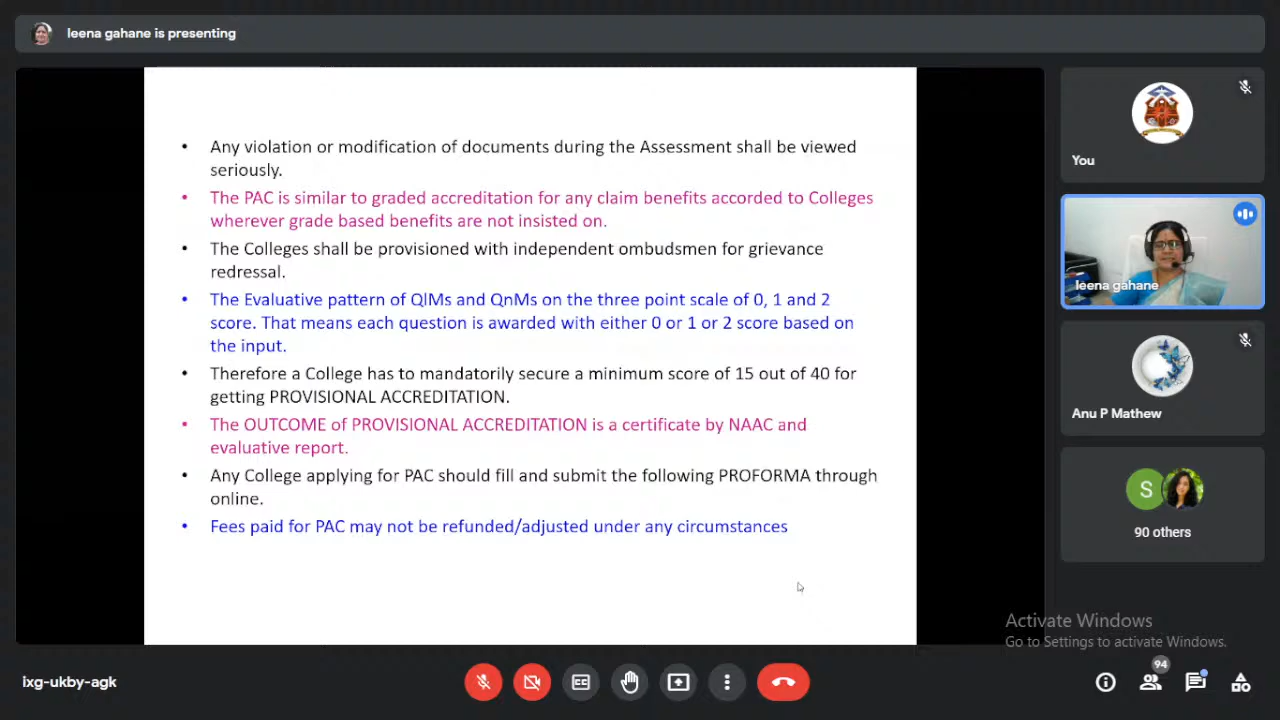 leena gahane is presenting
• Any violation or modification of documents during the Assessment shall be viewed
seriously.
• The PAC is similar to graded accreditation for any claim benefits accorded to Colleges
wherever grade based benefits are not insisted on.
• The Colleges shall be provisioned with independent ombudsmen for grievance
redressal.
• The Evaluative pattern of QlMs and QnMs on the three point scale of 0, 1 and 2
score. That means each question is awarded with either 0 or 1 or 2 score based on
the input.
• Therefore a College has to mandatorily secure a minimum score of 15 out of 40 for
getting PROVISIONAL ACCREDITATION.
• The OUTCOME of PROVISIONAL ACCREDITATION is a certificate by NAAC and
evaluative report.
• Any College applying for PAC should fill and submit the following PROFORMA through
online.
• Fees paid for PAC may not be refunded/adjusted under any circumstances
You
leena gahane
Anu P Mathew
S
90 others
Activate Windows
Go to Settings to activate Windows.
ixg-ukby-agk
94